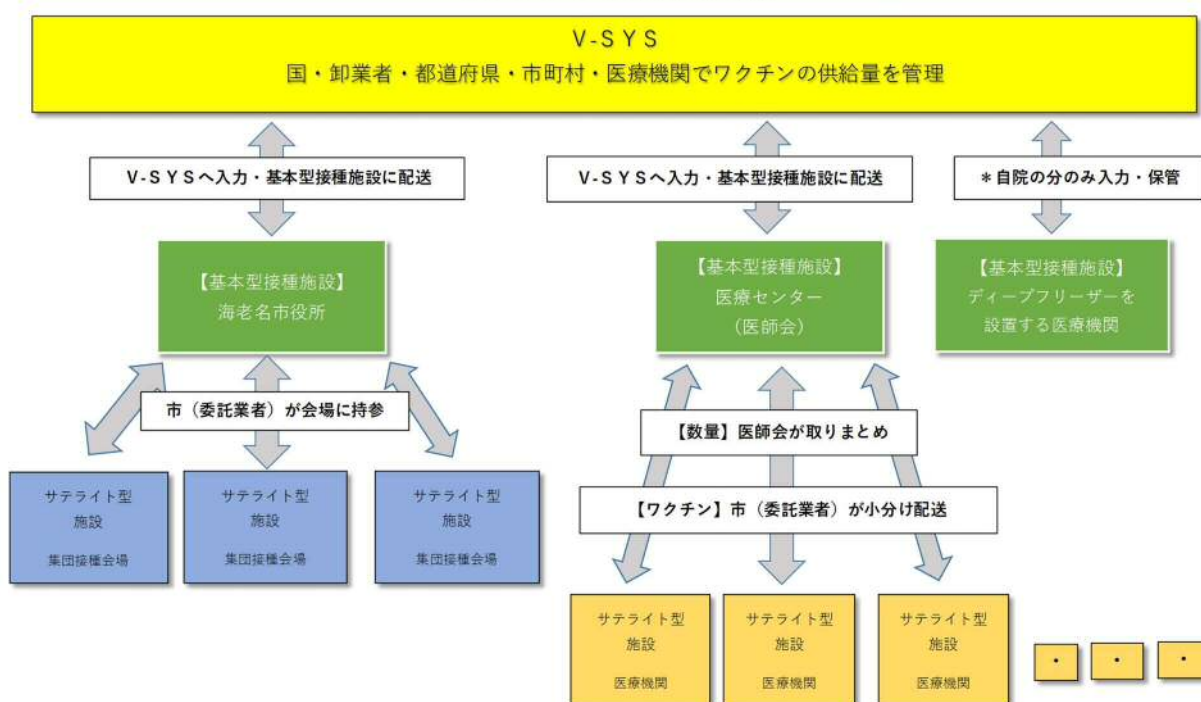 V-SYS
国・卸業者・都道府県・市町村・医療機関でワクチンの供給量を管理
V-SYSへ入力・基本型接種施設に配送
V-SYSへ入力・基本型接種施設に配送
＊自院の分のみ入力・保管
【基本型接種施設】
海老名市役所
【基本型接種施設】
医療センター
（医師会）
【基本型接種施設】
ディープフリーザーを
設置する医療機関
市（委託業者）が会場に持参
【数量】医師会が取りまとめ
【ワクチン】市（委託業者）が小分け配送
サテライト型
施設
集団接種会場
サテライト型
施設
集団接種会場
サテライト型
施設
集団接種会場
サテライト型
施設
医療機関
サテライト型
施設
医療機関
サテライト型
施設
医療機関
・
・
・